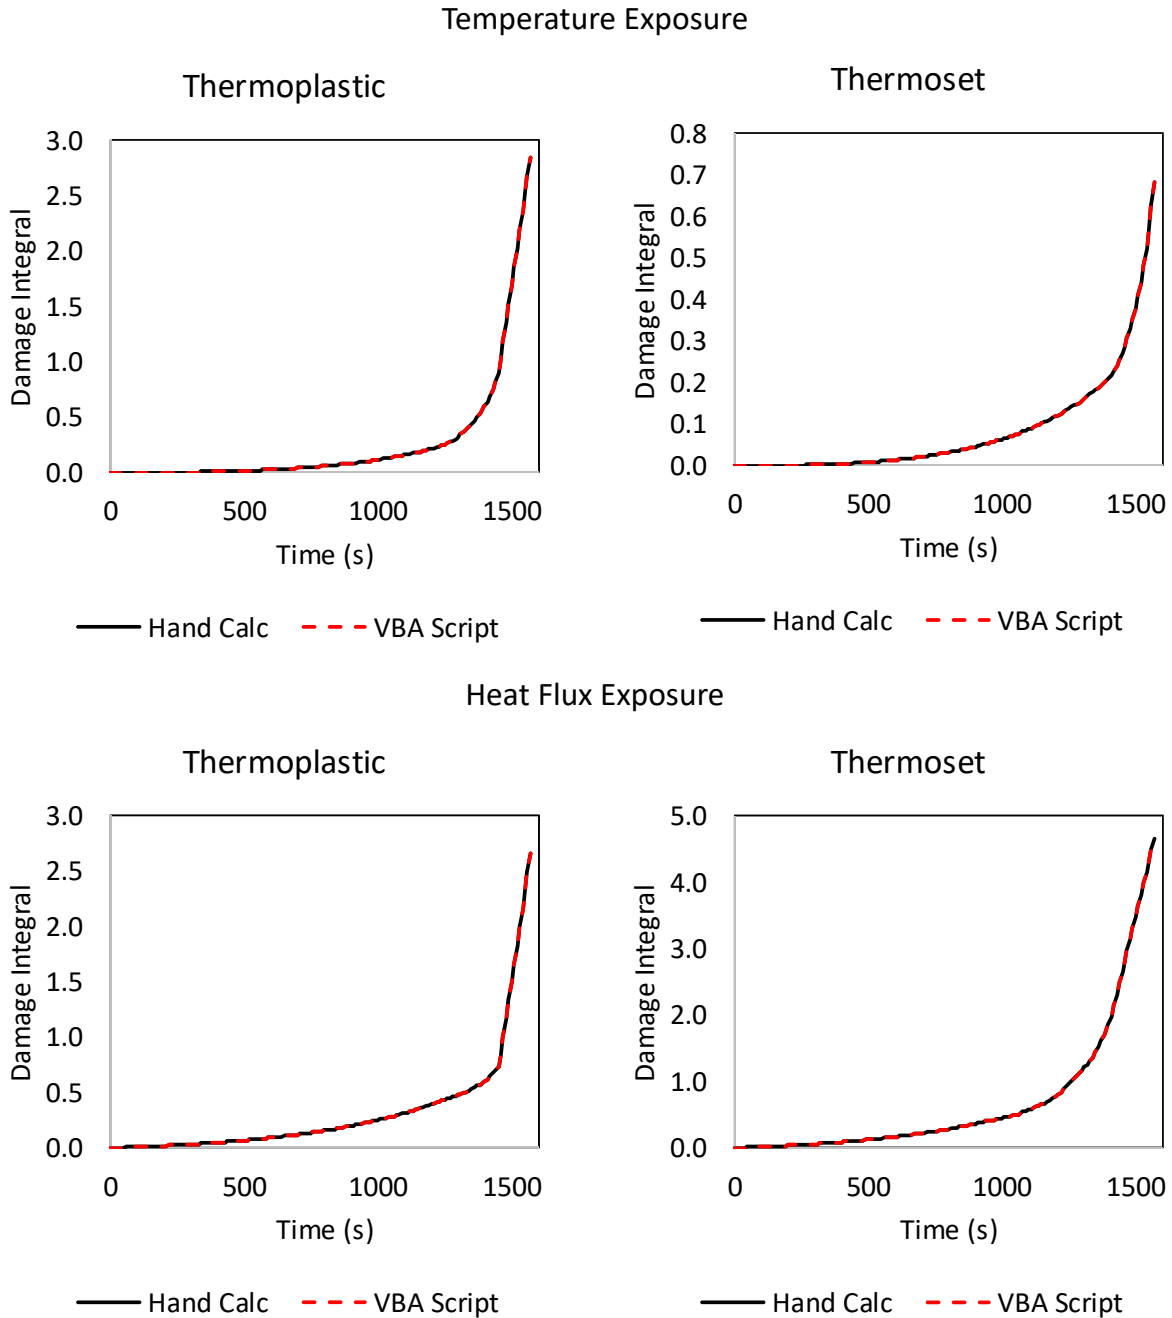 Temperature Exposure
Thermoplastic
Damage Integral
3.0
2.5
2.0
1.5
1.0
0.5
0.0
0 500 1000 1500
Time (s)
Hand Calc VBA Script
Thermoset
Damage Integral
0.8
0.7
0.6
0.5
0.4
0.3
0.2
0.1
0.0
0 500 1000 1500
Time (s)
Hand Calc VBA Script
Heat Flux Exposure
Thermoplastic
Damage Integral
3.0
2.5
2.0
1.5
1.0
0.5
0.0
0 500 1000 1500
Time (s)
Hand Calc VBA Script
Thermoset
Damage Integral
5.0
4.0
3.0
2.0
1.0
0.0
0 500 1000 1500
Time (s)
Hand Calc VBA Script